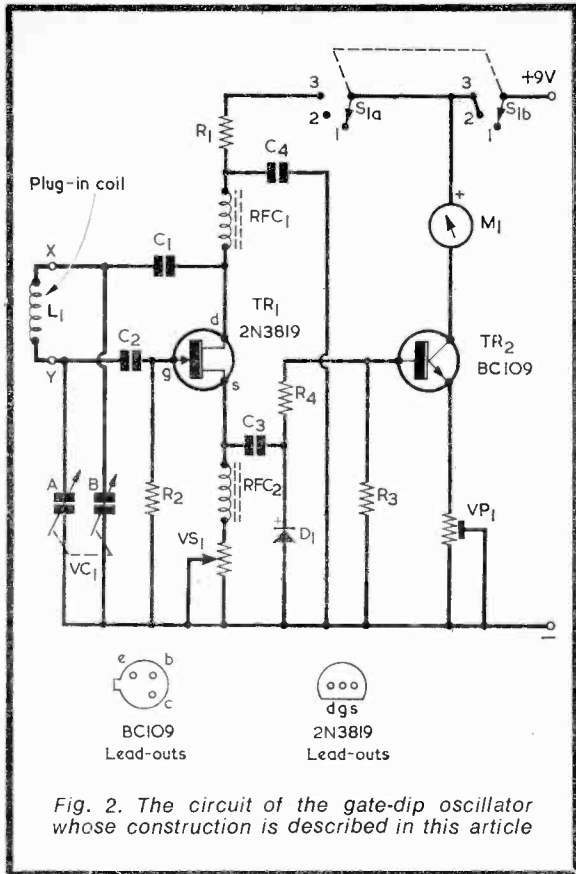 3
2
1
S1a
3
2
1
S1b
+9V
R1
C4
Plug-in coil
RFC1
+
M1
X
C1
L1
d
TR1
2N3819
TR2
BC109
C2
Y
g
s
R4
C3
A
B
R2
RFC2
R3
VP1
+
D1
VS1
VC1
−
e
b
c
BC109
Lead-outs
d g s
2N3819
Lead-outs
Fig. 2. The circuit of the gate-dip oscillator
whose construction is described in this article